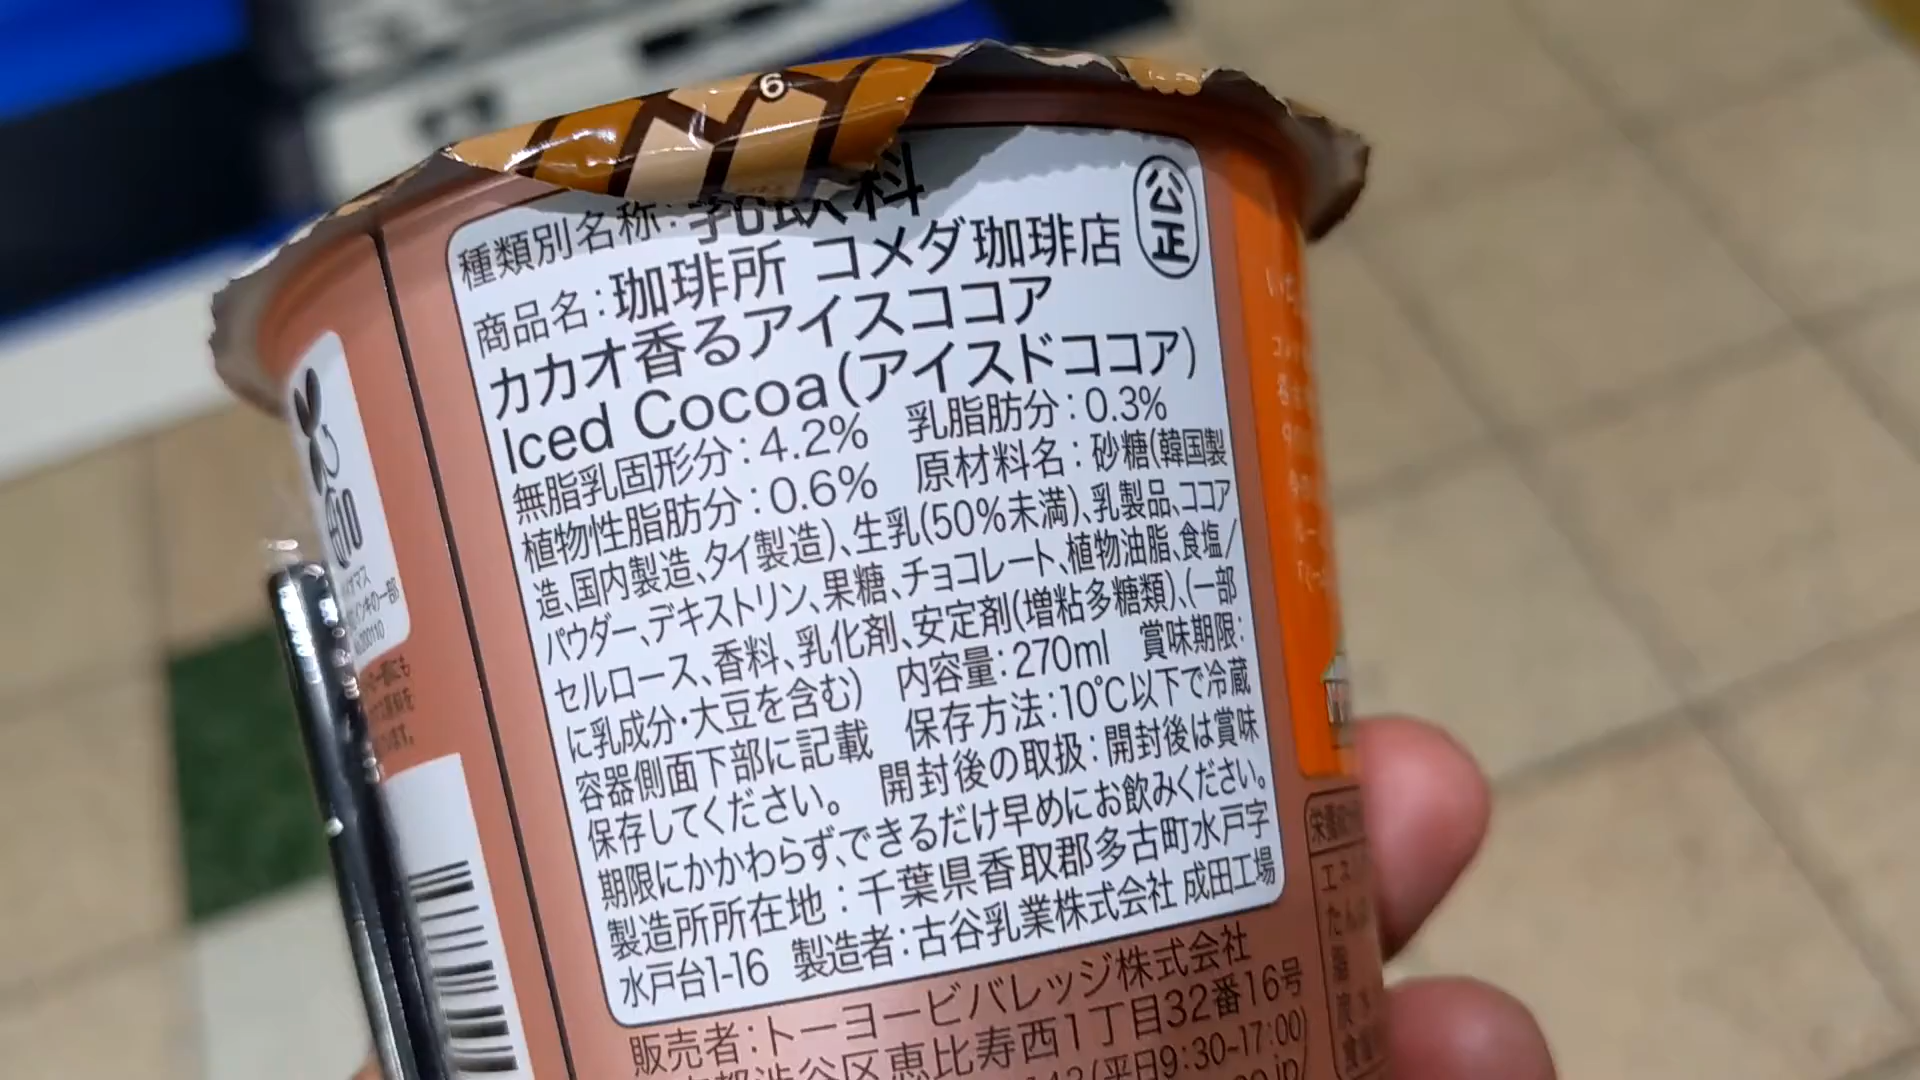 6
種類別名称:乳飲料
公正
商品名:珈琲所 コメダ珈琲店
カカオ香るアイスココア
Iced Cocoa(アイスドココア)
無脂乳固形分:4.2% 乳脂肪分:0.3%
植物性脂肪分:0.6% 原材料名:砂糖(韓国製
造、国内製造、タイ製造)、生乳(50%未満)、乳製品、ココア
パウダー、デキストリン、果糖、チョコレート、植物油脂、食塩/
セルロース、香料、乳化剤、安定剤(増粘多糖類)、(一部
に乳成分・大豆を含む) 内容量:270ml 賞味期限:
容器側面下部に記載 保存方法:10℃以下で冷蔵
保存してください。 開封後の取扱:開封後は賞味
期限にかかわらず、できるだけ早めにお飲みください。
製造所所在地:千葉県香取郡多古町水戸字
水戸台1-16 製造者:古谷乳業株式会社 成田工場
販売者:トーヨービバレッジ株式会社
渋谷区恵比寿西1丁目32番16号
(平日9:30-17:00)